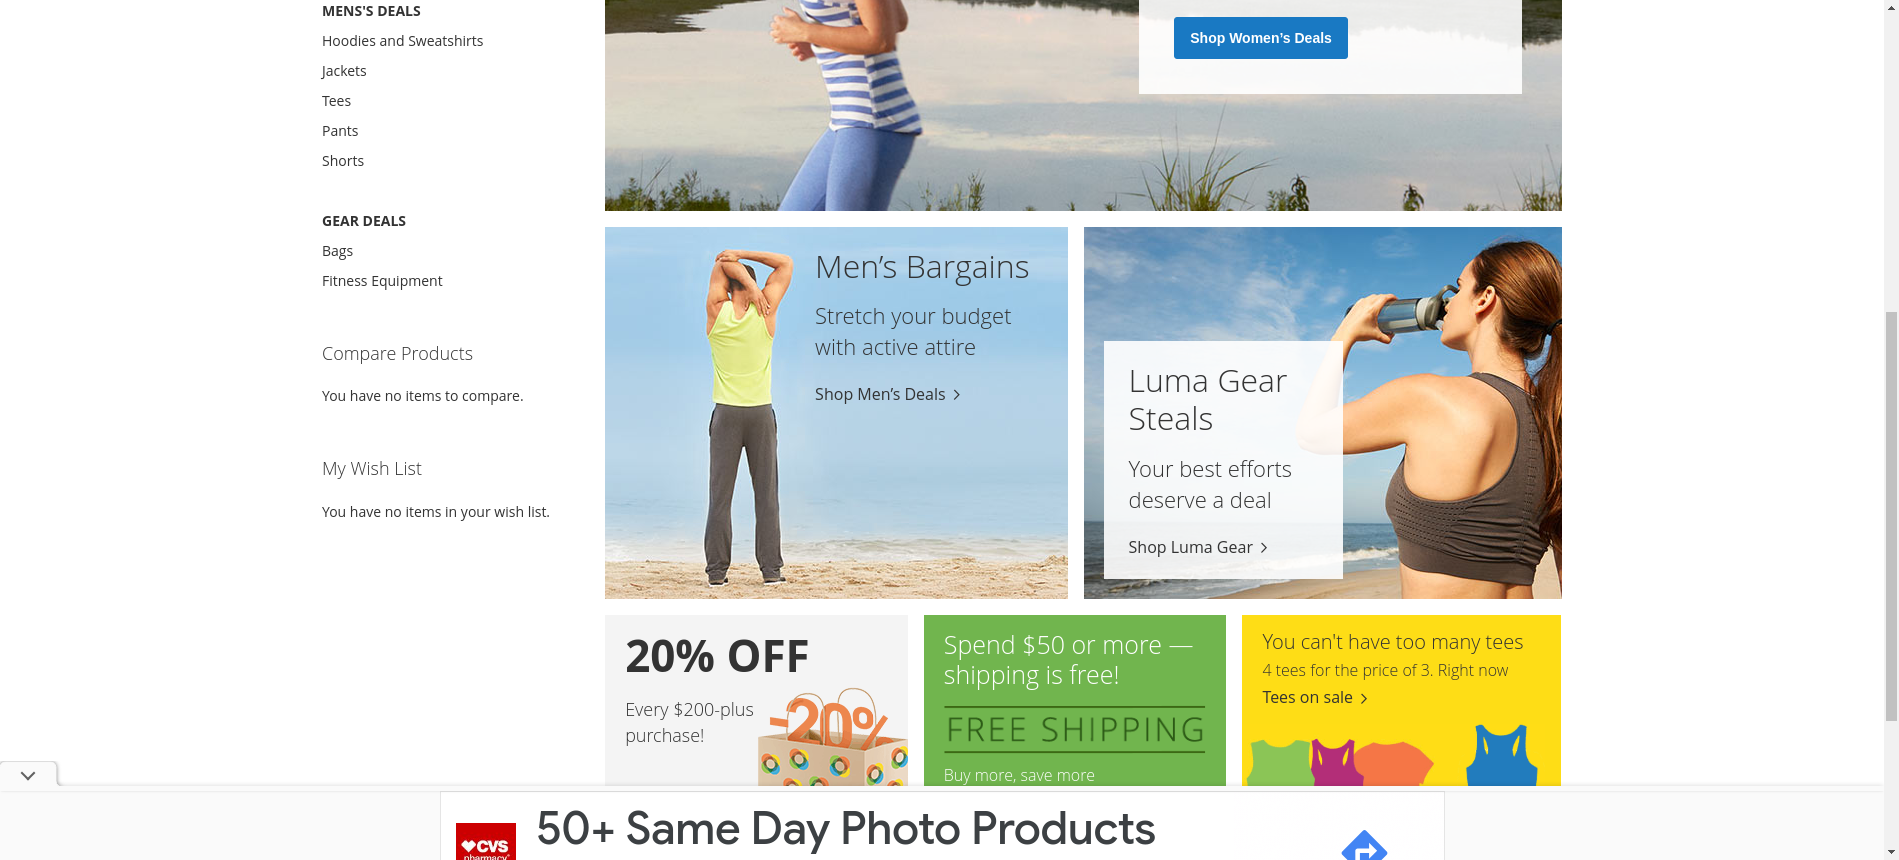 MENS'S DEALS
Hoodies and Sweatshirts
Jackets
Tees
Pants
Shorts
GEAR DEALS
Bags
Fitness Equipment
Compare Products
You have no items to compare.
My Wish List
You have no items in your wish list.
Shop Women’s Deals
Men’s Bargains
Stretch your budget
with active attire
Shop Men’s Deals
Luma Gear
Steals
Your best efforts
deserve a deal
Shop Luma Gear
20% OFF
Every $200-plus
purchase!
-20%
Spend $50 or more —
shipping is free!
FREE SHIPPING
Buy more, save more
You can't have too many tees
4 tees for the price of 3. Right now
Tees on sale
CVS
pharmacy
50+ Same Day Photo Products